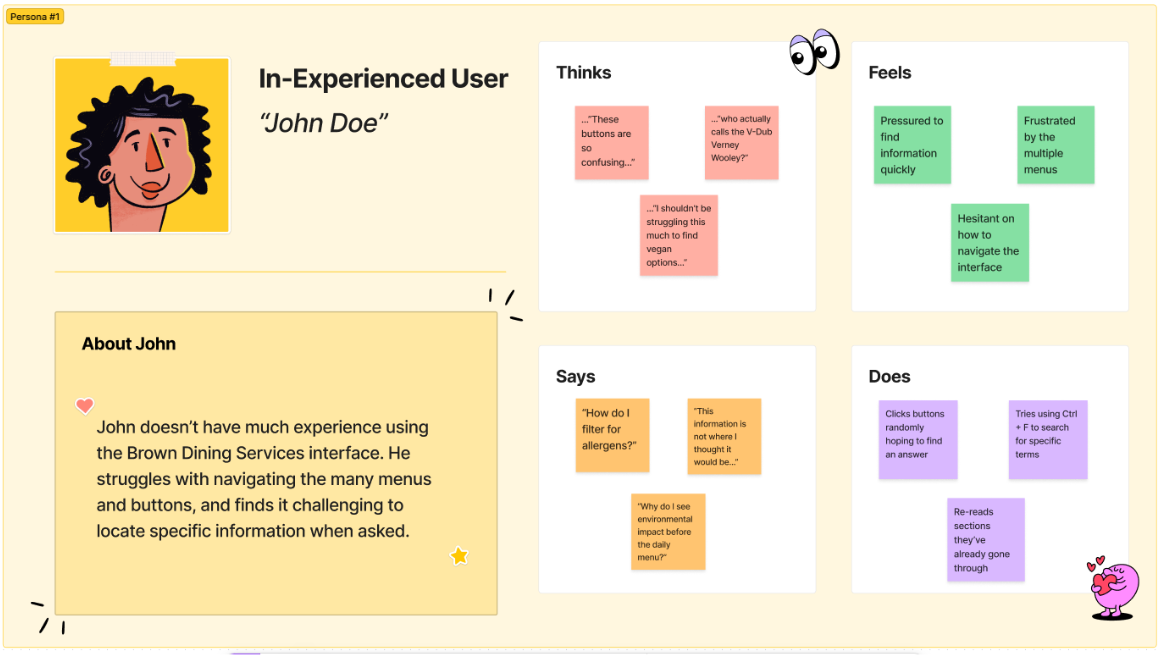 Persona #1
In-Experienced User
“John Doe”
About John
John doesn’t have much experience using
the Brown Dining Services interface. He
struggles with navigating the many menus
and buttons, and finds it challenging to
locate specific information when asked.
Thinks
...“These
buttons are
so
confusing...”
...“who actually
calls the V-Dub
Verney
Wooley?”
...“I shouldn’t be
struggling this
much to find
vegan
options...”
Feels
Pressured to
find
information
quickly
Frustrated
by the
multiple
menus
Hesitant on
how to
navigate the
interface
Says
“How do I
filter for
allergens?”
“This
information is
not where I
thought it
would be...”
“Why do I see
environmental
impact before
the daily
menu?”
Does
Clicks buttons
randomly
hoping to find
an answer
Tries using Ctrl
+ F to search
for specific
terms
Re-reads
sections
they’ve
already gone
through